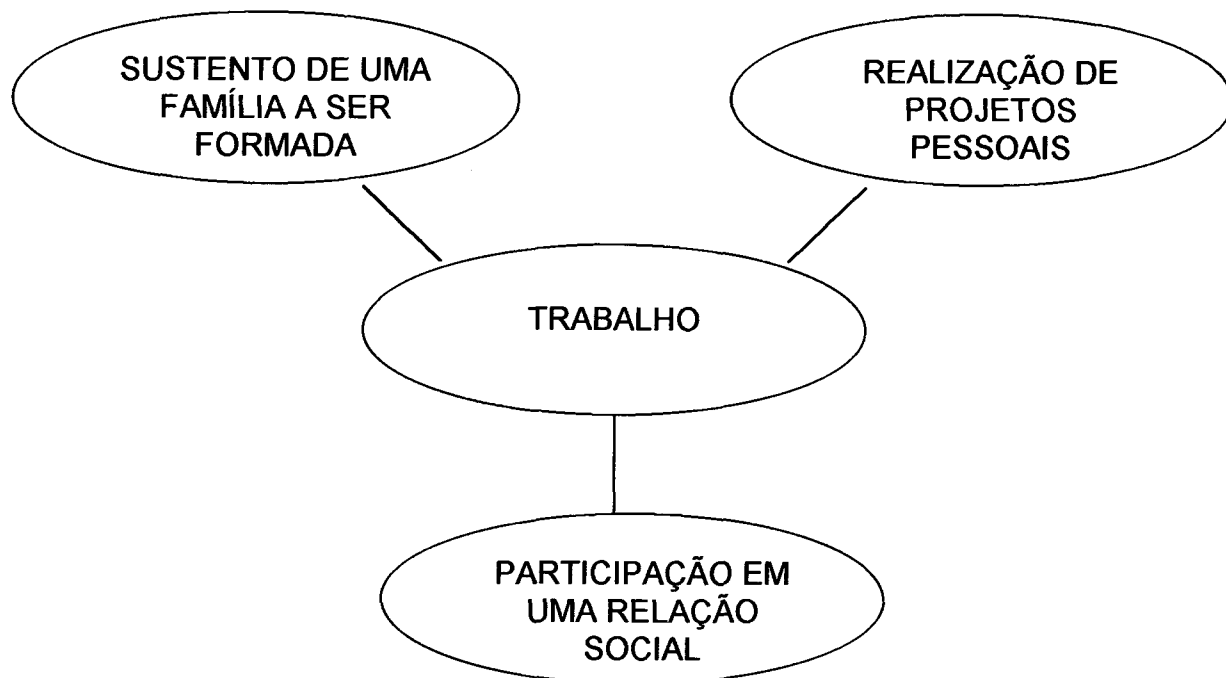 SUSTENTO DE UMA
FAMÍLIA A SER
FORMADA
REALIZAÇÃO DE
PROJETOS
PESSOAIS
TRABALHO
PARTICIPAÇÃO EM
UMA RELAÇÃO
SOCIAL